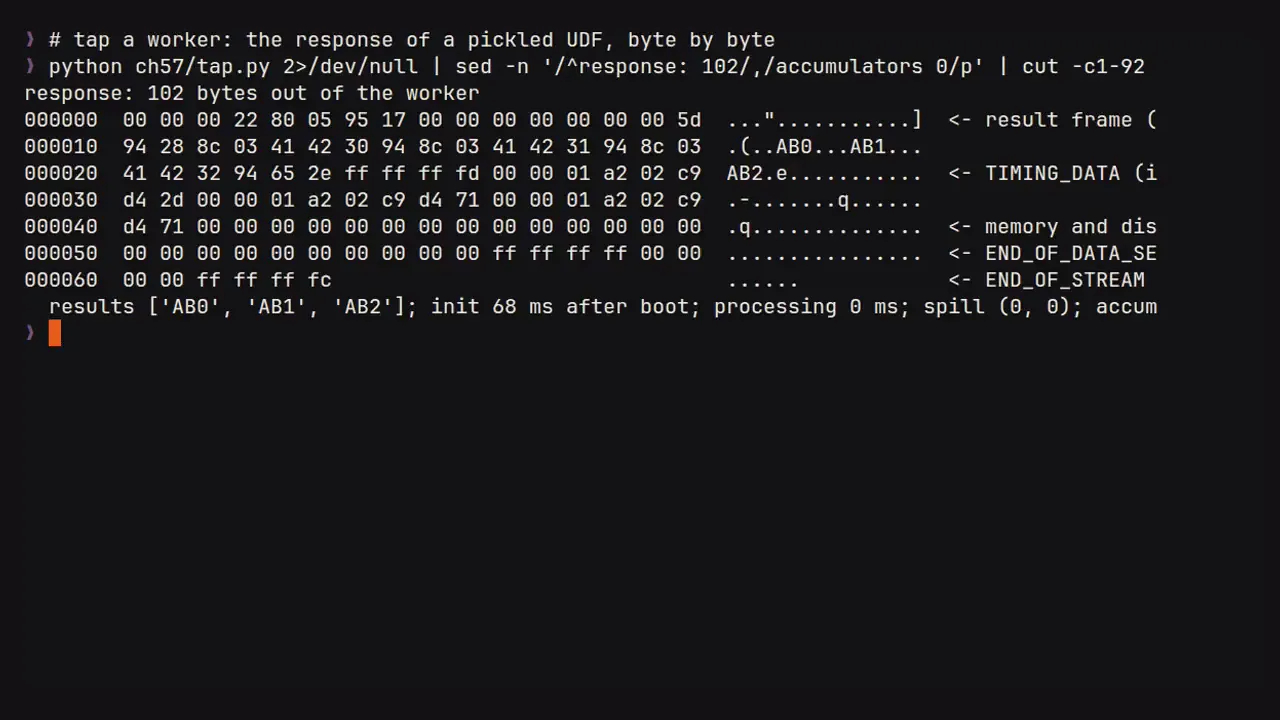 ❯ # tap a worker: the response of a pickled UDF, byte by byte
❯ python ch57/tap.py 2>/dev/null | sed -n '/^response: 102/,/accumulators 0/p' | cut -c1-92
response: 102 bytes out of the worker
000000  00 00 00 22 80 05 95 17 00 00 00 00 00 00 00 5d  ..."...........]  <- result frame (
000010  94 28 8c 03 41 42 30 94 8c 03 41 42 31 94 8c 03  .(..AB0...AB1...
000020  41 42 32 94 65 2e ff ff ff fd 00 00 01 a2 02 c9  AB2.e...........  <- TIMING_DATA (i
000030  d4 2d 00 00 01 a2 02 c9 d4 71 00 00 01 a2 02 c9  .-.......q......
000040  d4 71 00 00 00 00 00 00 00 00 00 00 00 00 00 00  .q..............  <- memory and dis
000050  00 00 00 00 00 00 00 00 00 00 ff ff ff ff 00 00  ................  <- END_OF_DATA_SE
000060  00 00 ff ff ff fc                                ......          <- END_OF_STREAM
  results ['AB0', 'AB1', 'AB2']; init 68 ms after boot; processing 0 ms; spill (0, 0); accum
❯